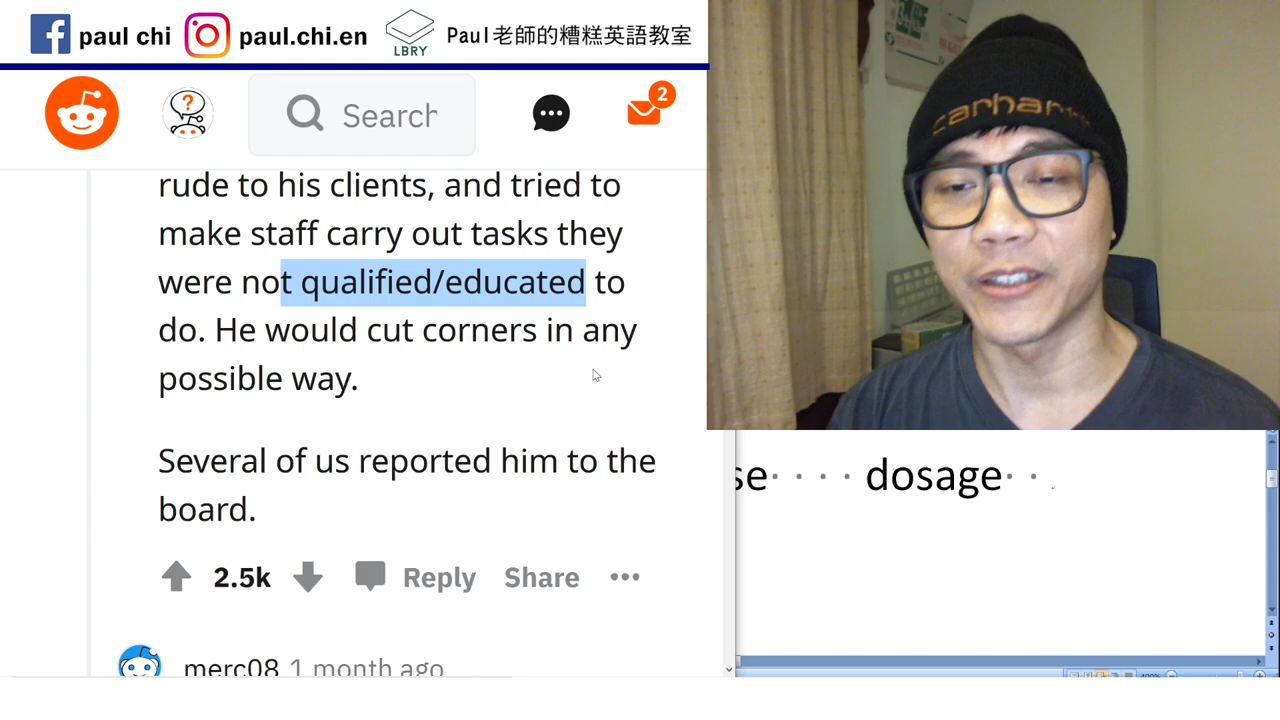 paul chi paul.chi.en LBRY Paul老師的糟糕英語教室
Search
2
carhartt
rude to his clients, and tried to
make staff carry out tasks they
were not qualified/educated to
do. He would cut corners in any
possible way.
Several of us reported him to the
board.
2.5k Reply Share
merc08 1 month ago
se dosage